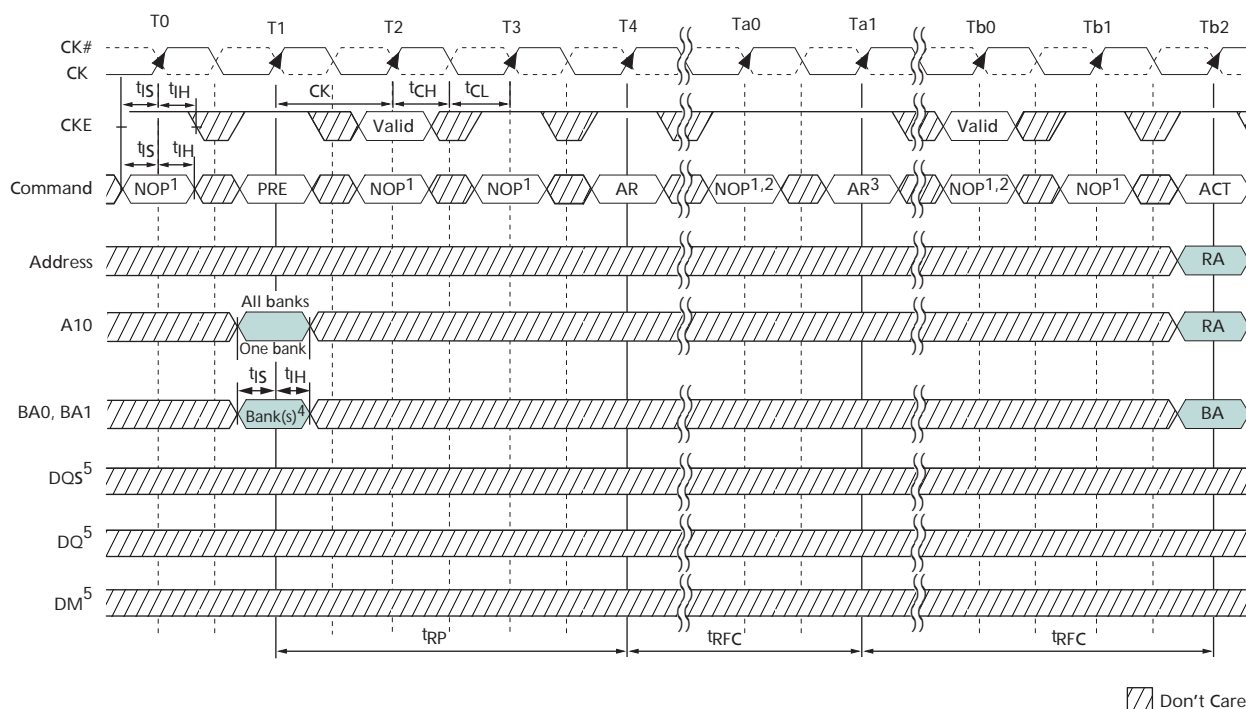 T0 T1 T2 T3 T4 Ta0 Ta1 Tb0 Tb1 Tb2
CK#
CK
tIS tIH CK tCH tCL
CKE Valid Valid
tIS tIH
Command NOP1 PRE NOP1 NOP1 AR NOP1,2 AR3 NOP1,2 NOP1 ACT
Address RA
All banks
A10 RA
One bank
tIS tIH
BA0, BA1 Bank(s)4 BA
DQS5
DQ5
DM5
tRP tRFC tRFC
Don't Care